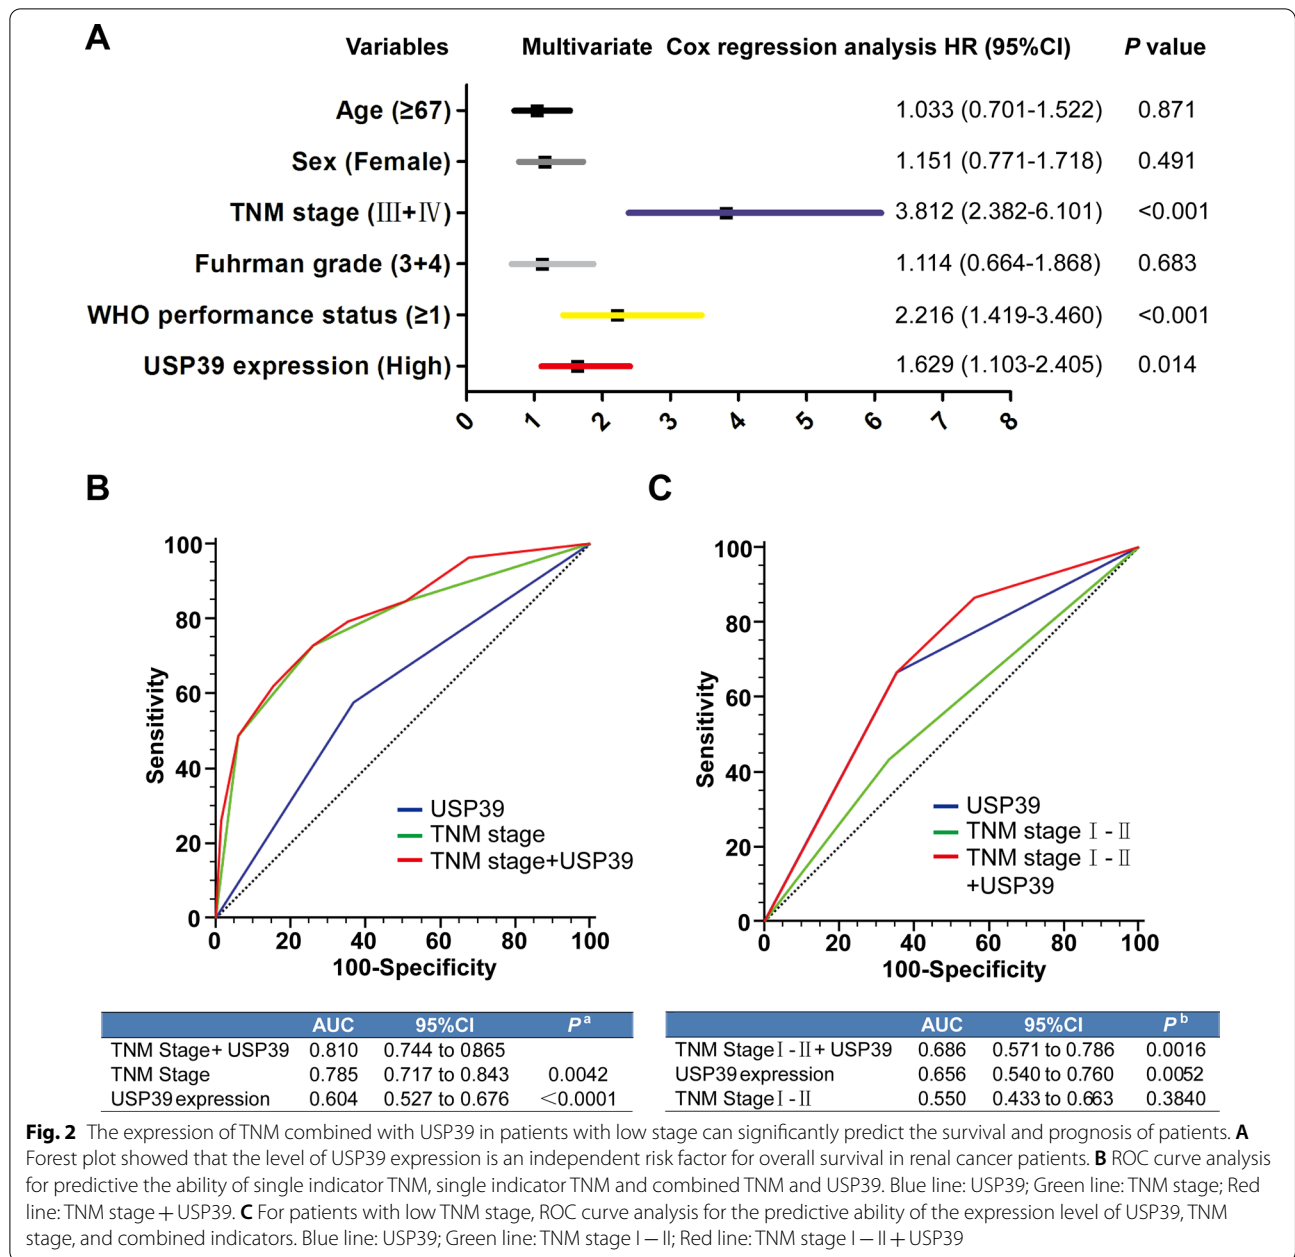 A
Variables Multivariate Cox regression analysis HR (95%CI) P value
Age (≥67) 1.033 (0.701-1.522) 0.871
Sex (Female) 1.151 (0.771-1.718) 0.491
TNM stage (III+IV) 3.812 (2.382-6.101) <0.001
Fuhrman grade (3+4) 1.114 (0.664-1.868) 0.683
WHO performance status (≥1) 2.216 (1.419-3.460) <0.001
USP39 expression (High) 1.629 (1.103-2.405) 0.014
0 1 2 3 4 5 6 7 8
B
100
80
60
40
20
0
Sensitivity
USP39
TNM stage
TNM stage+USP39
0 20 40 60 80 100
100-Specificity
AUC 95%CI P a
TNM Stage+ USP39 0.810 0.744 to 0865
TNM Stage 0.785 0.717 to 0.843 0.0042
USP39 expression 0.604 0.527 to 0.676 <0.0001
C
100
80
60
40
20
0
Sensitivity
USP39
TNM stage Ⅰ-Ⅱ
TNM stage Ⅰ-Ⅱ
+USP39
0 20 40 60 80 100
100-Specificity
AUC 95%CI P b
TNM Stage Ⅰ-Ⅱ+ USP39 0.686 0.571 to 0.786 0.0016
USP39 expression 0.656 0.540 to 0.760 0.0052
TNM Stage Ⅰ-Ⅱ 0.550 0.433 to 0.663 0.3840
Fig. 2 The expression of TNM combined with USP39 in patients with low stage can significantly predict the survival and prognosis of patients. A
Forest plot showed that the level of USP39 expression is an independent risk factor for overall survival in renal cancer patients. B ROC curve analysis
for predictive the ability of single indicator TNM, single indicator TNM and combined TNM and USP39. Blue line: USP39; Green line: TNM stage; Red
line: TNM stage + USP39. C For patients with low TNM stage, ROC curve analysis for the predictive ability of the expression level of USP39, TNM
stage, and combined indicators. Blue line: USP39; Green line: TNM stage I – II; Red line: TNM stage I – II + USP39